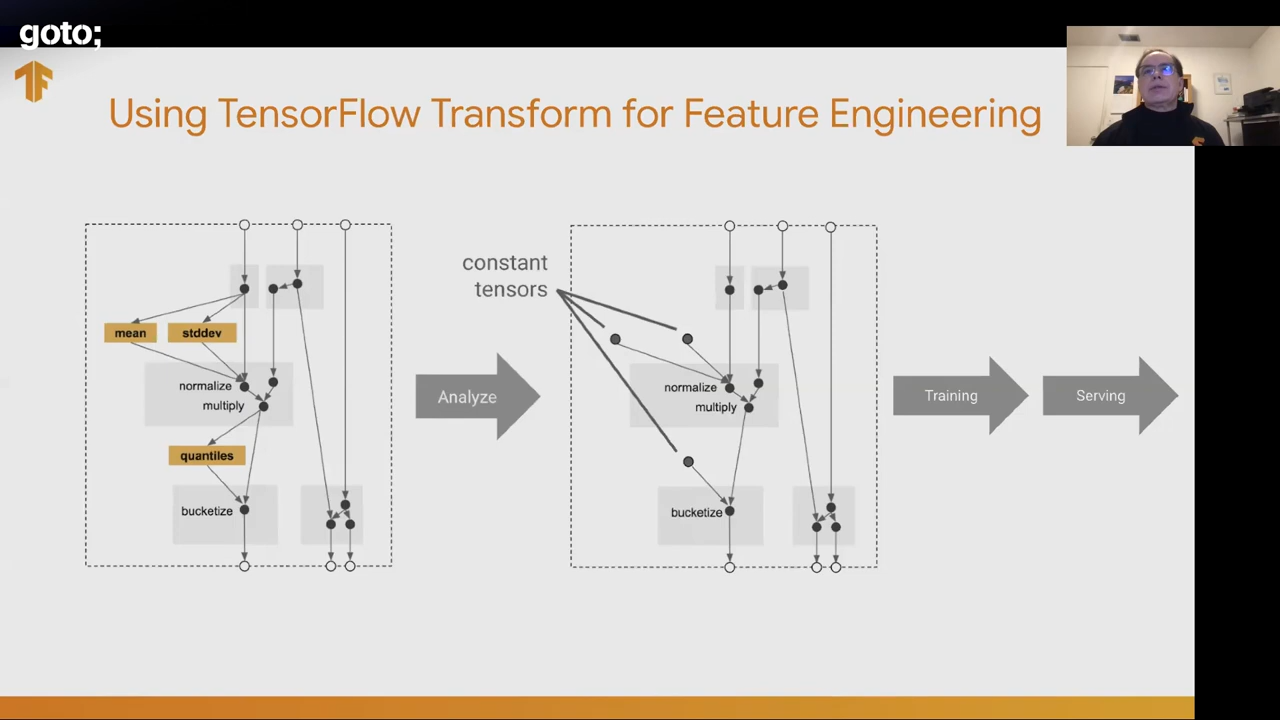 goto;
Using TensorFlow Transform for Feature Engineering
mean
stddev
normalize
multiply
quantiles
bucketize
Analyze
constant
tensors
normalize
multiply
bucketize
Training
Serving